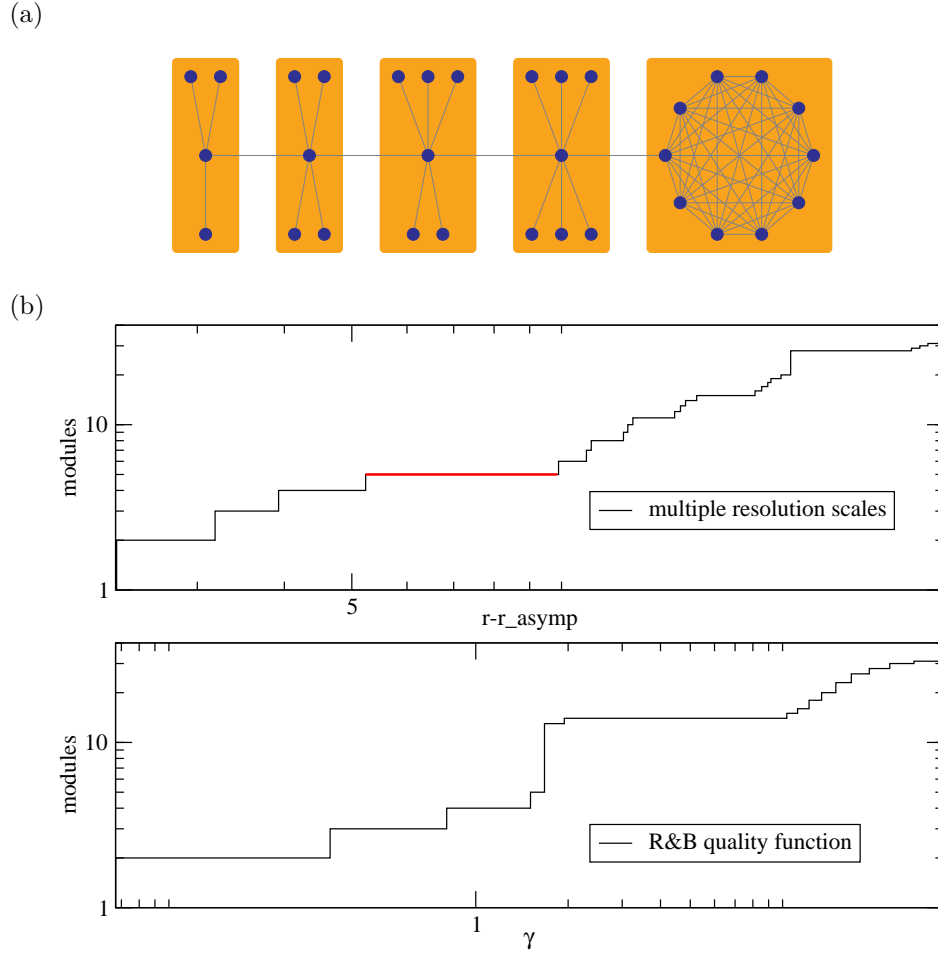 (a)
(b)
10
modules
multiple resolution scales
1
5
r-r_asymp
10
modules
R&B quality function
1
1
γ